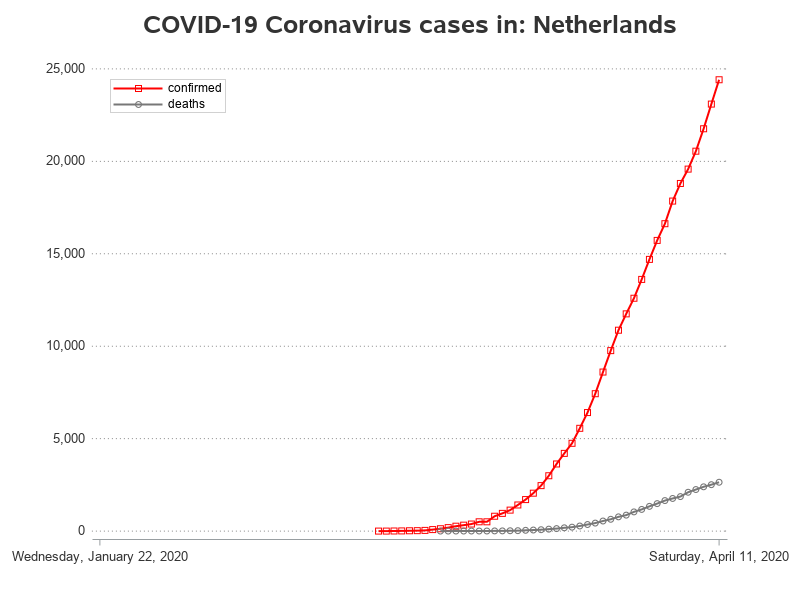 COVID-19 Coronavirus cases in: Netherlands
25,000
confirmed
deaths
20,000
15,000
10,000
5,000
0
Wednesday, January 22, 2020
Saturday, April 11, 2020